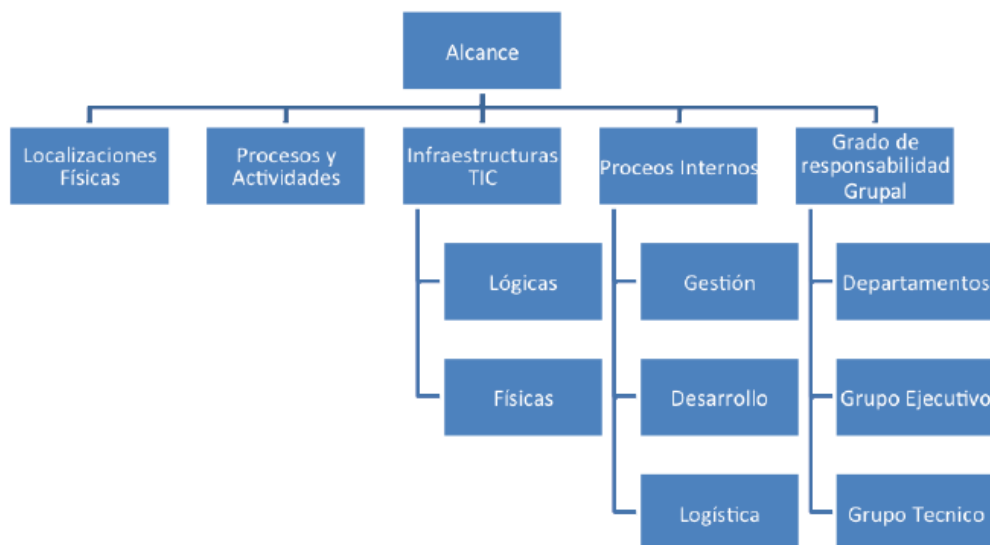 Alcance
Localizaciones
Físicas
Procesos y
Actividades
Infraestructuras
TIC
Proceos Internos
Grado de
responsabilidad
Grupal
Lógicas
Gestión
Departamentos
Físicas
Desarrollo
Grupo Ejecutivo
Logística
Grupo Tecnico